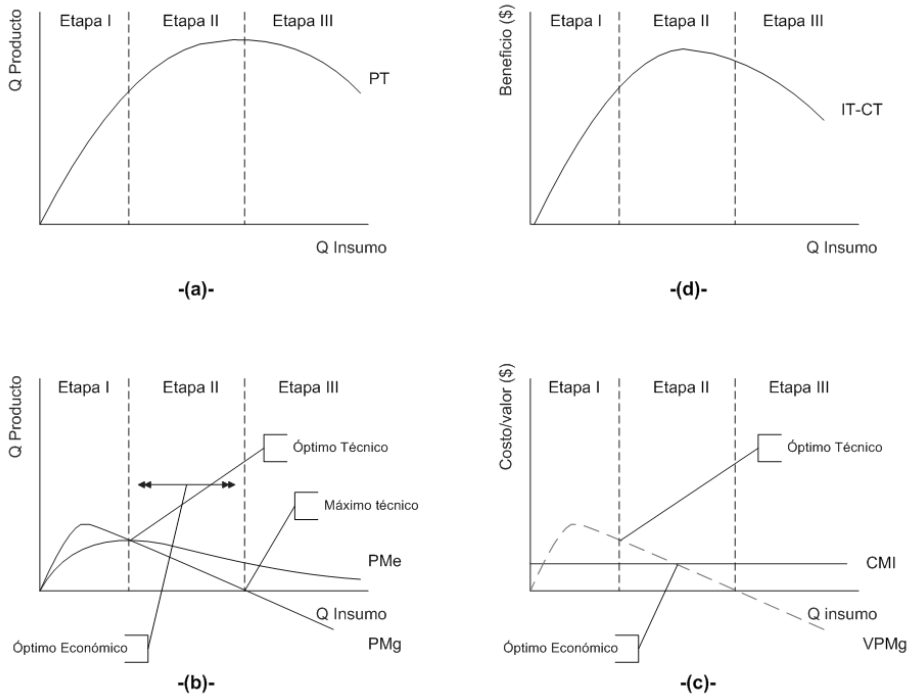 Q Producto
Etapa I
Etapa II
Etapa III
PT
Q Insumo
-(a)-
Beneficio ($)
Etapa I
Etapa II
Etapa III
IT-CT
Q Insumo
-(d)-
Q Producto
Etapa I
Etapa II
Etapa III
Óptimo Técnico
Máximo técnico
PMe
Q Insumo
PMg
Óptimo Económico
-(b)-
Costo/valor ($)
Etapa I
Etapa II
Etapa III
Óptimo Técnico
CMI
Q insumo
VPMg
Óptimo Económico
-(c)-